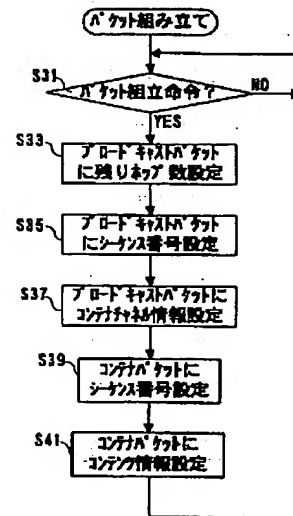 パケット組み立て
S31
パケット組立命令?
NO
YES
S33
ブロードキャストパケット
に残りホップ数設定
S35
ブロードキャストパケット
にシーケンス番号設定
S37
ブロードキャストパケットに
コンテナチャネル情報設定
S39
コンテナパケットに
シーケンス番号設定
S41
コンテナパケットに
コンテンツ情報設定